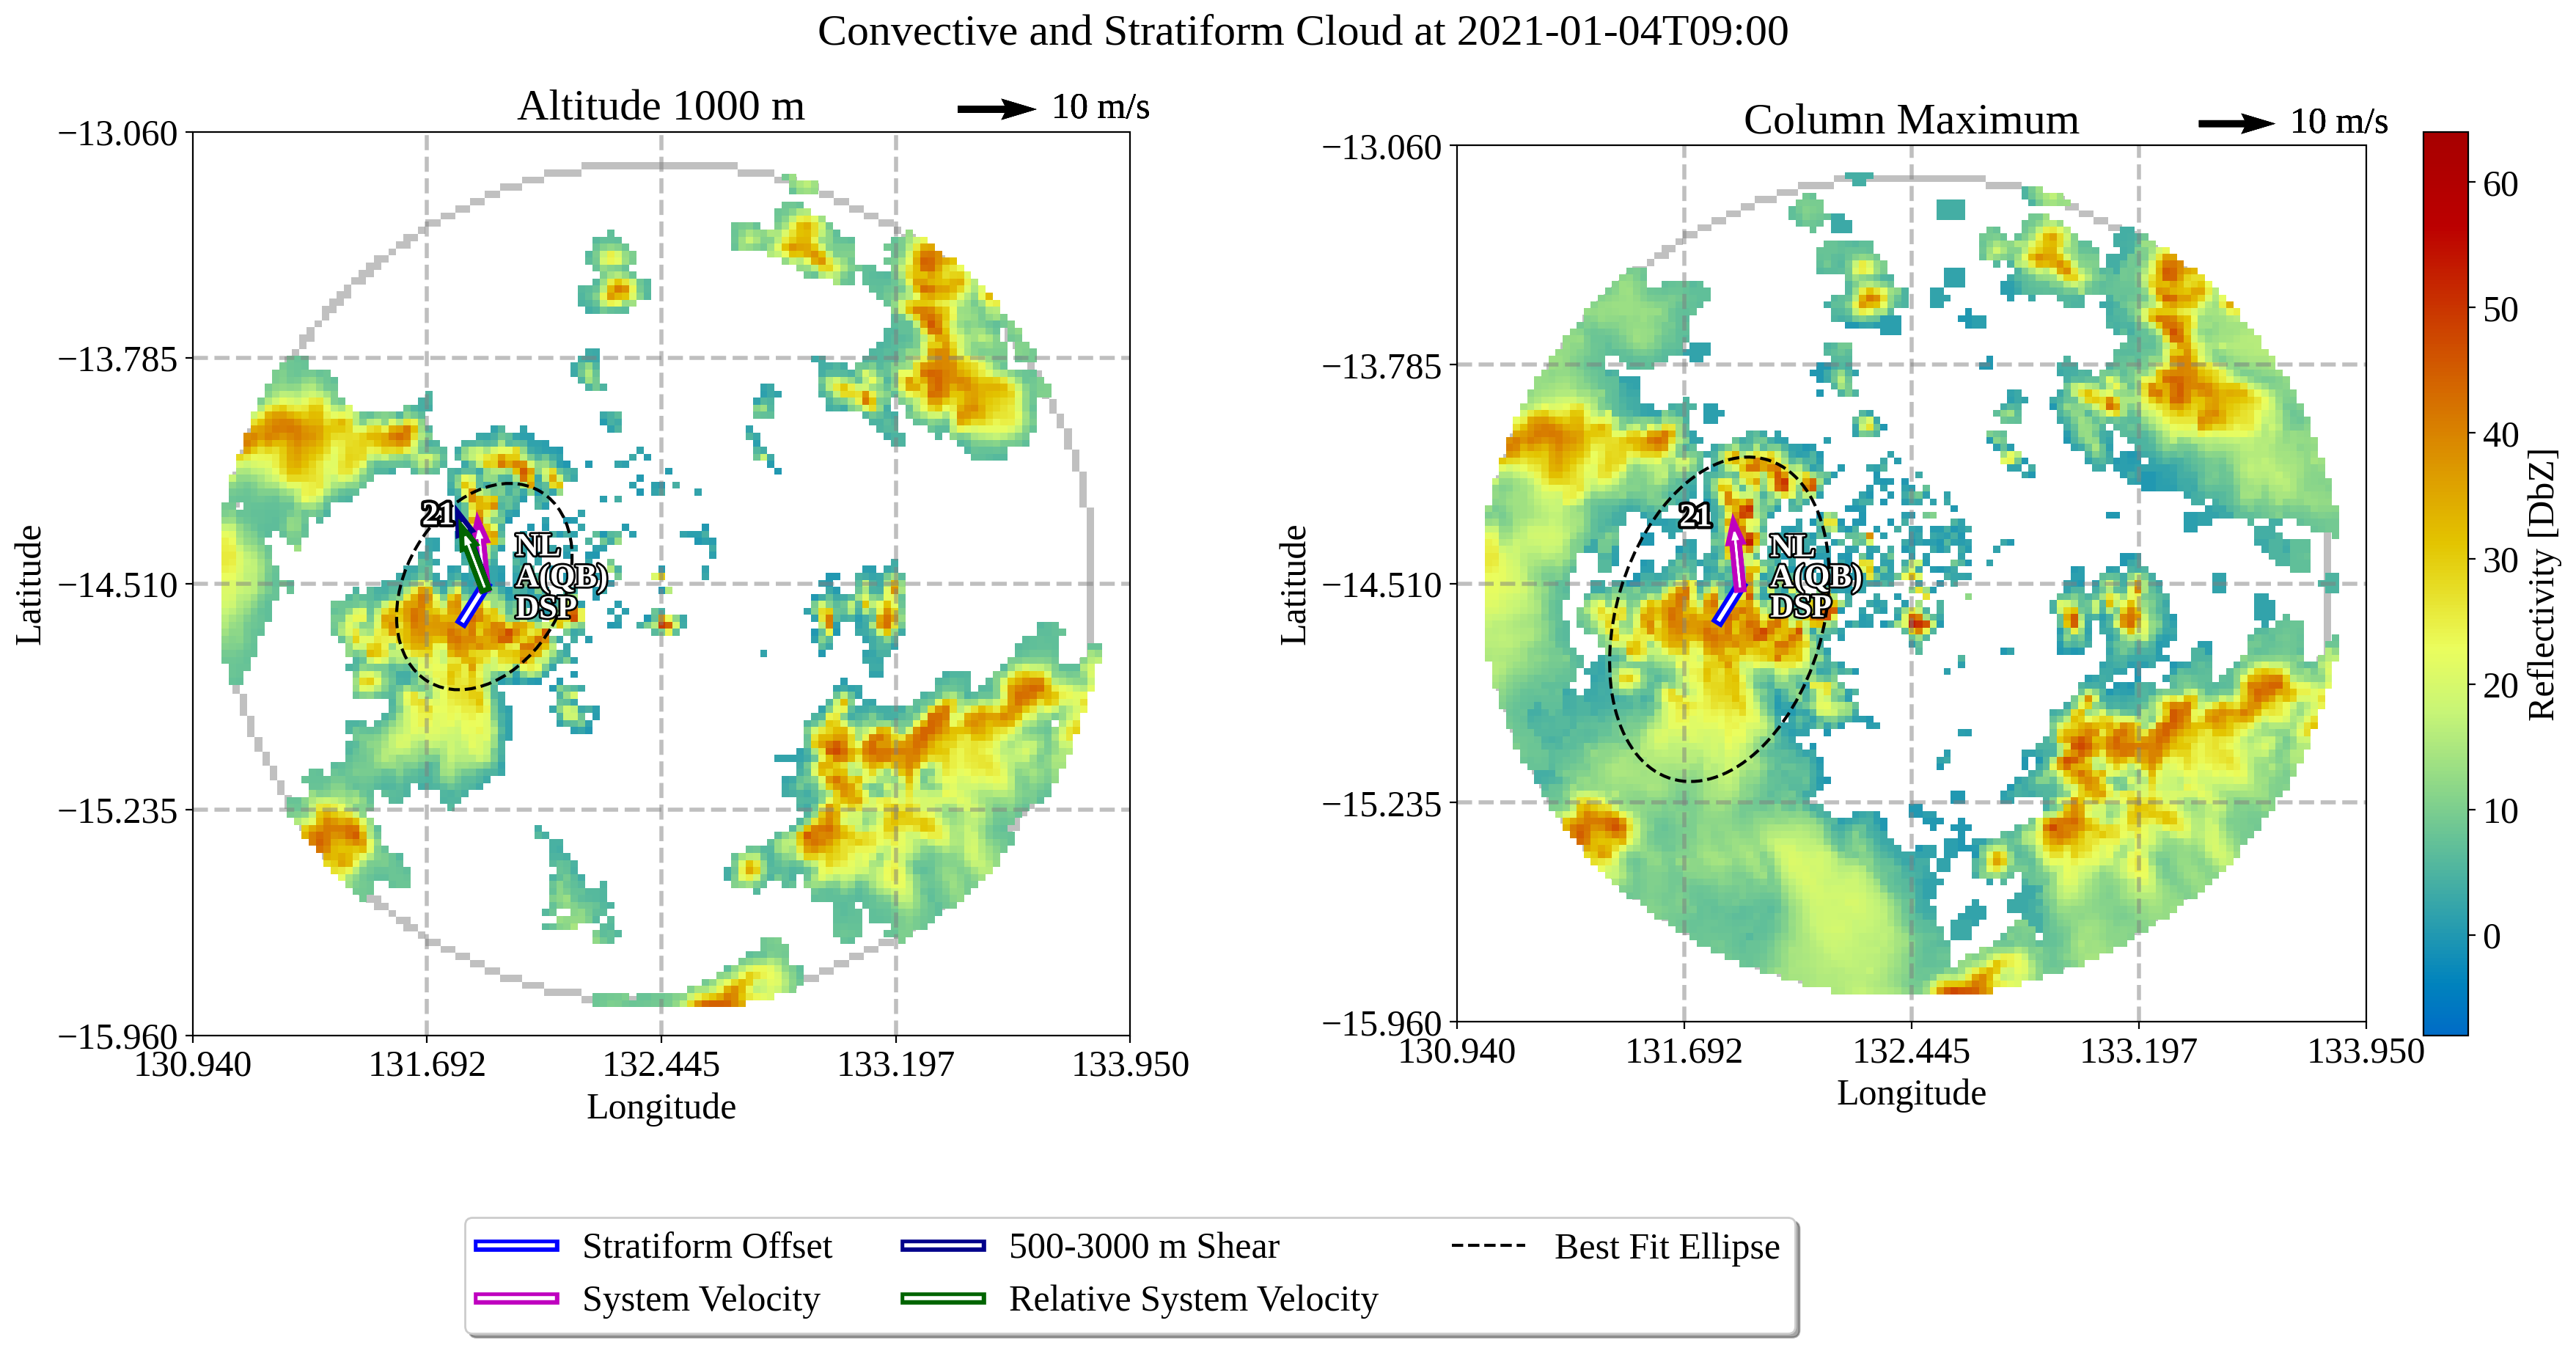 Convective and Stratiform Cloud at 2021-01-04T09:00
Altitude 1000 m
10 m/s
−13.060
−13.785
−14.510
−15.235
−15.960
130.940
131.692
132.445
133.197
133.950
Latitude
Longitude
21
NL
A(QB)
DSP
Column Maximum
10 m/s
−13.060
−13.785
−14.510
−15.235
−15.960
130.940
131.692
132.445
133.197
133.950
Latitude
Longitude
21
NL
A(QB)
DSP
60
50
40
30
20
10
0
Reflectivity [DbZ]
Stratiform Offset
System Velocity
500-3000 m Shear
Relative System Velocity
Best Fit Ellipse